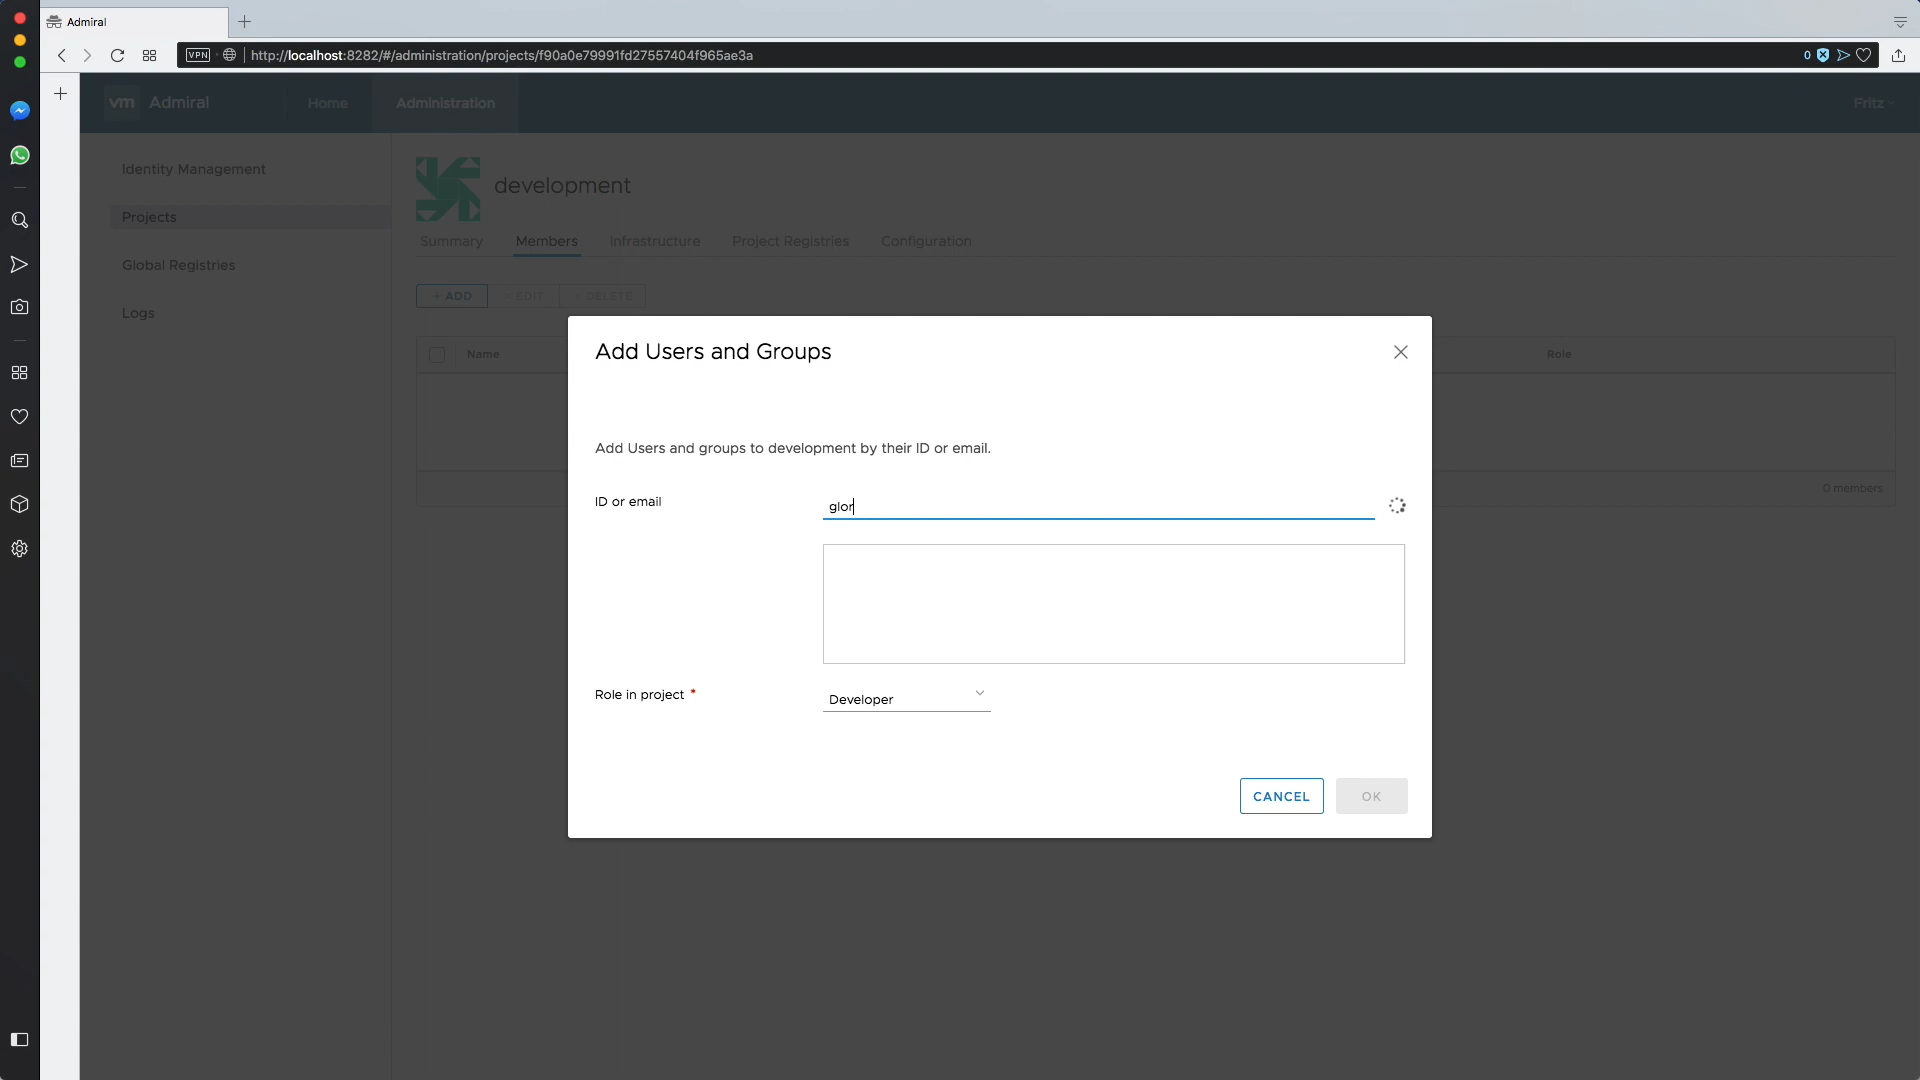 Admiral
VPN
http://localhost:8282/#/administration/projects/f90a0e79991fd27557404f965ae3a
0
vm Admiral Home Administration Fritz
Identity Management
Projects
Global Registries
Logs
development
Summary Members Infrastructure Project Registries Configuration
+ ADD EDIT DELETE
Name Role
0 members
Add Users and Groups
Add Users and groups to development by their ID or email.
ID or email glor
Role in project * Developer
CANCEL OK